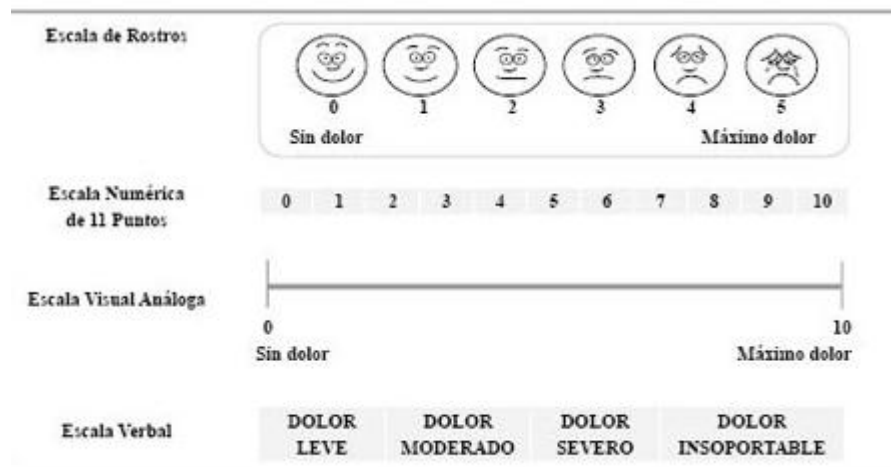 Escala de Rostros
0 1 2 3 4 5
Sin dolor Máximo dolor
Escala Numérica
de 11 Puntos
0 1 2 3 4 5 6 7 8 9 10
Escala Visual Análoga
0 10
Sin dolor Máximo dolor
Escala Verbal
DOLOR LEVE
DOLOR MODERADO
DOLOR SEVERO
DOLOR INSOPORTABLE